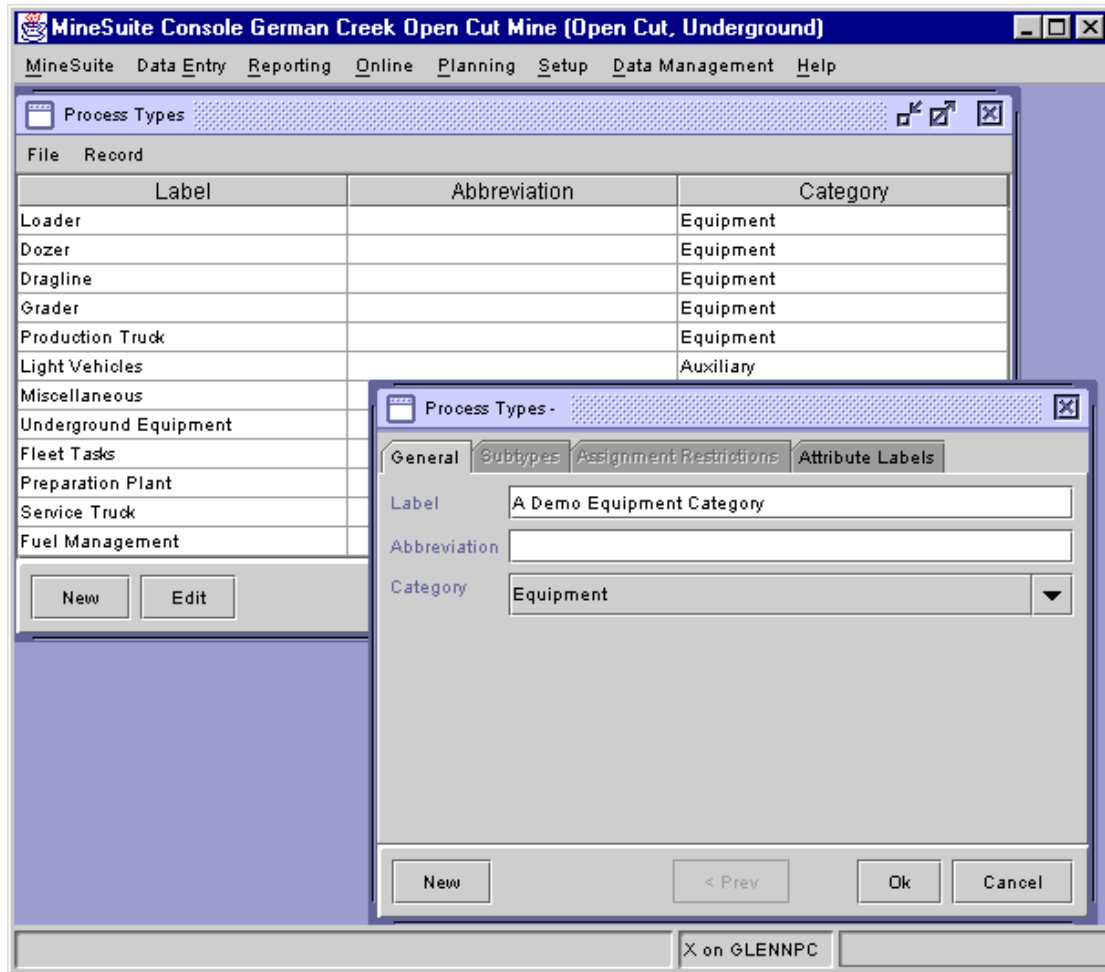 MineSuite Console German Creek Open Cut Mine (Open Cut, Underground)
MineSuite Data Entry Reporting Online Planning Setup Data Management Help
Process Types
File Record
Label Abbreviation Category
Loader Equipment
Dozer Equipment
Dragline Equipment
Grader Equipment
Production Truck Equipment
Light Vehicles Auxiliary
Miscellaneous
Underground Equipment
Fleet Tasks
Preparation Plant
Service Truck
Fuel Management
New Edit
Process Types -
General Subtypes Assignment Restrictions Attribute Labels
Label A Demo Equipment Category
Abbreviation
Category Equipment
New < Prev Ok Cancel
X on GLENNPC